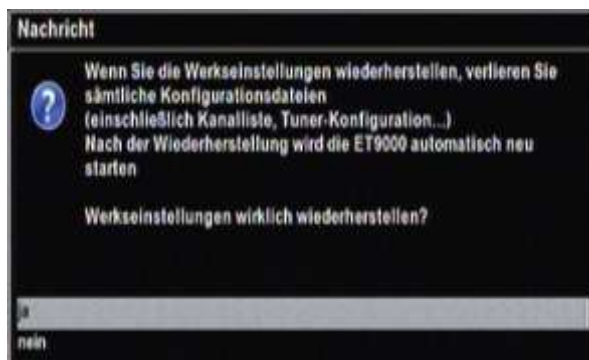 Nachricht
Wenn Sie die Werkseinstellungen wiederherstellen, verlieren Sie
sämtliche Konfigurationsdateien
(einschließlich Kanalliste, Tuner-Konfiguration...)
Nach der Wiederherstellung wird die ET9000 automatisch neu
starten
Werkseinstellungen wirklich wiederherstellen?
ja
nein